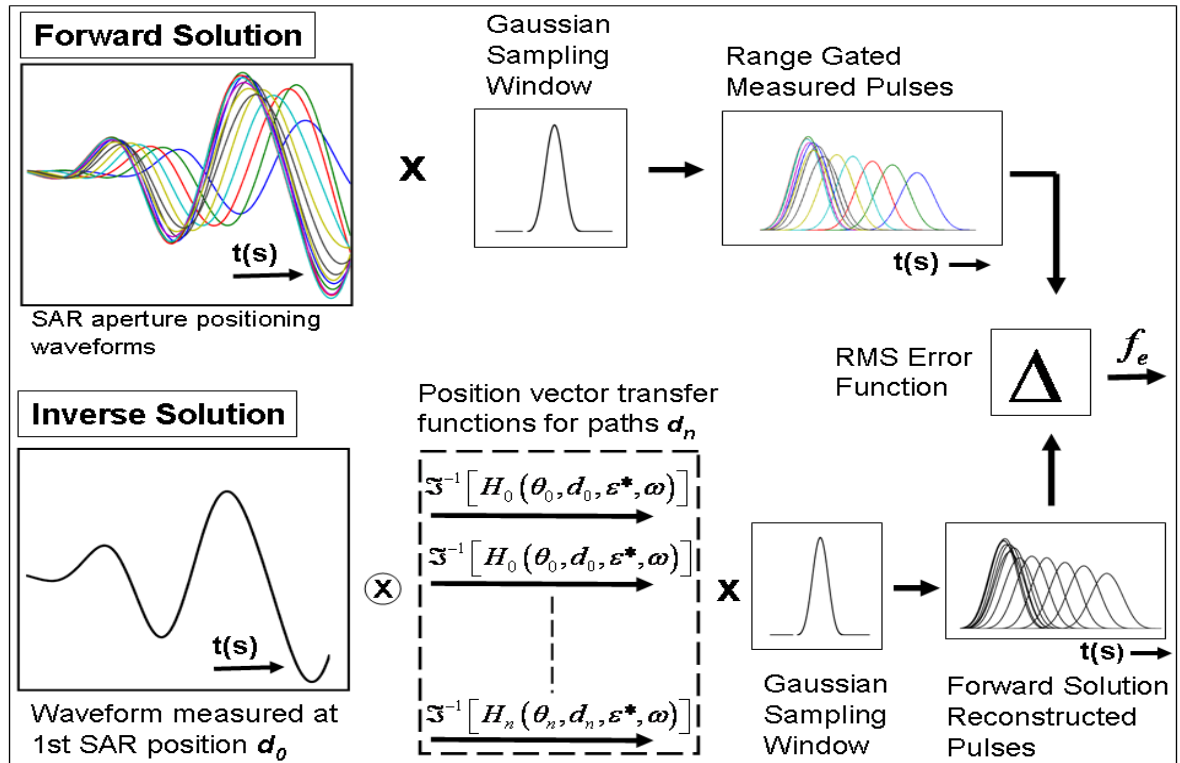 Forward Solution
t(s)
SAR aperture positioning
waveforms
X
Gaussian
Sampling
Window
Range Gated
Measured Pulses
t(s)
RMS Error
Function
Δ
f_e
Inverse Solution
t(s)
Waveform measured at
1st SAR position d_0
X
Position vector transfer
functions for paths d_n
ℑ⁻¹[H_0(θ_0, d_0, ε*, ω)]
ℑ⁻¹[H_0(θ_0, d_0, ε*, ω)]
ℑ⁻¹[H_n(θ_n, d_n, ε*, ω)]
X
Gaussian
Sampling
Window
t(s)
Forward Solution
Reconstructed
Pulses